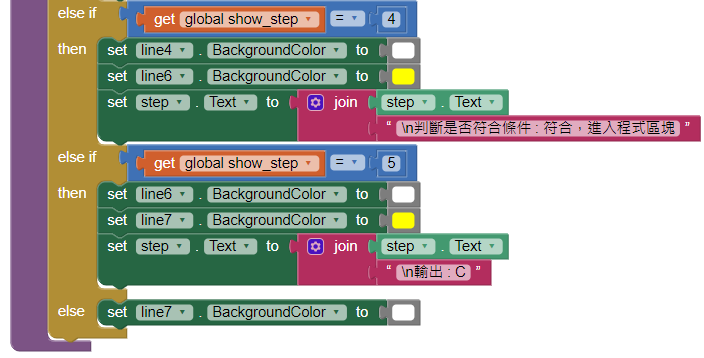 else if get global show_step = 4
then set line4 . BackgroundColor to
set line6 . BackgroundColor to
set step . Text to join step . Text
“ \n判斷是否符合條件 : 符合，進入程式區塊 ”
else if get global show_step = 5
then set line6 . BackgroundColor to
set line7 . BackgroundColor to
set step . Text to join step . Text
“ \n輸出 : C ”
else set line7 . BackgroundColor to